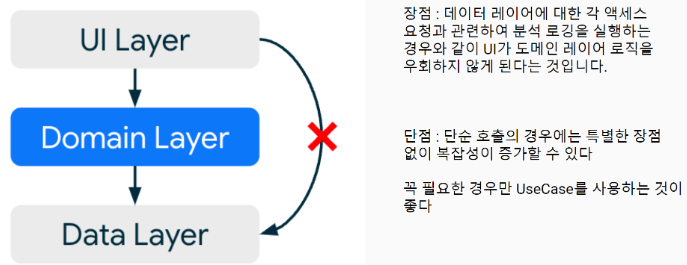 UI Layer
Domain Layer
Data Layer
장점 : 데이터 레이어에 대한 각 액세스
요청과 관련하여 분석 로깅을 실행하는
경우와 같이 UI가 도메인 레이어 로직을
우회하지 않게 된다는 것입니다.
단점 : 단순 호출의 경우에는 특별한 장점
없이 복잡성이 증가할 수 있다
꼭 필요한 경우만 UseCase를 사용하는 것이
좋다